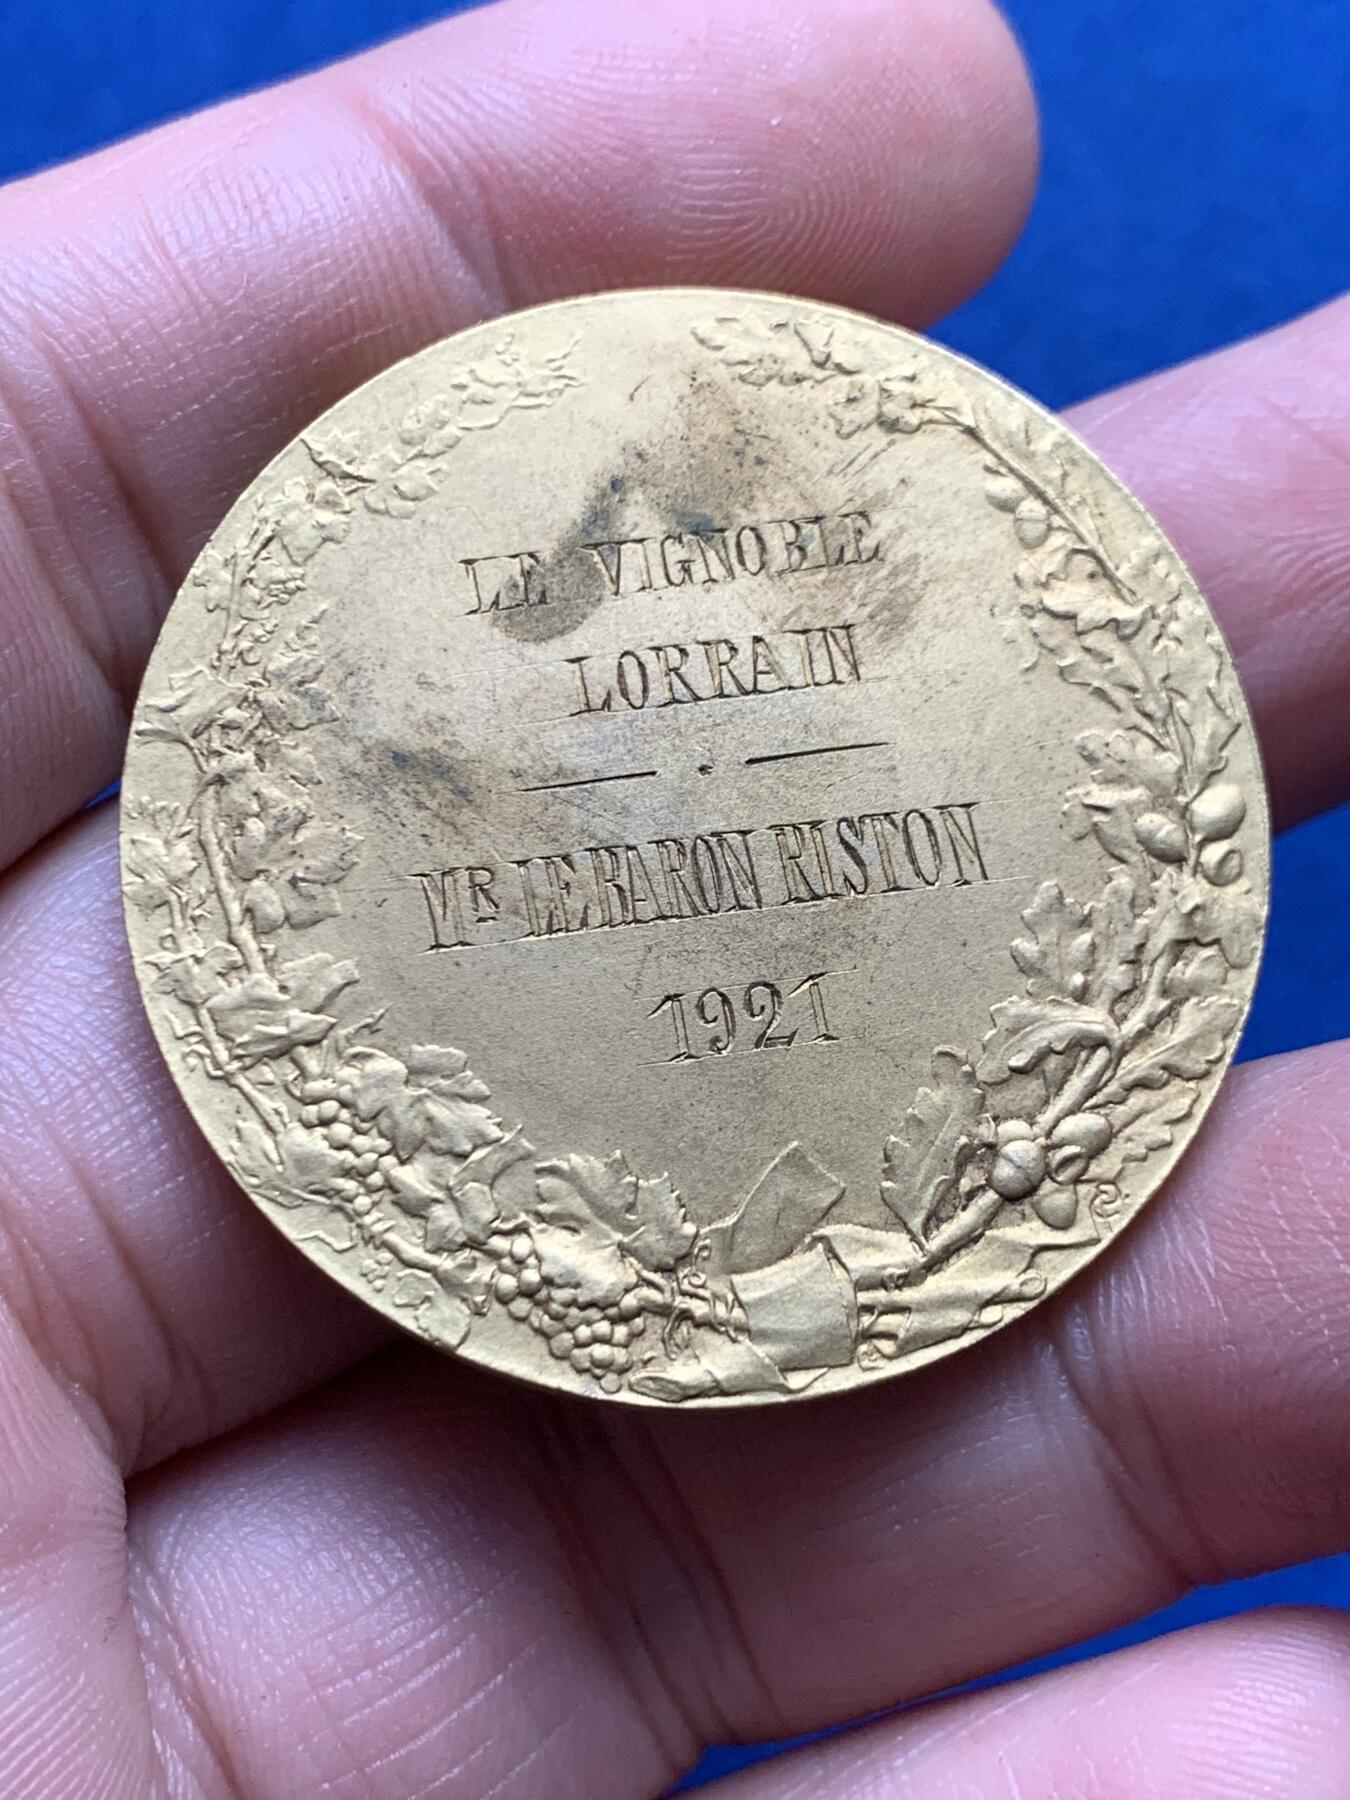 LE VIGNOBLE
LORRAIN
MR LE BARON RISTON
1921